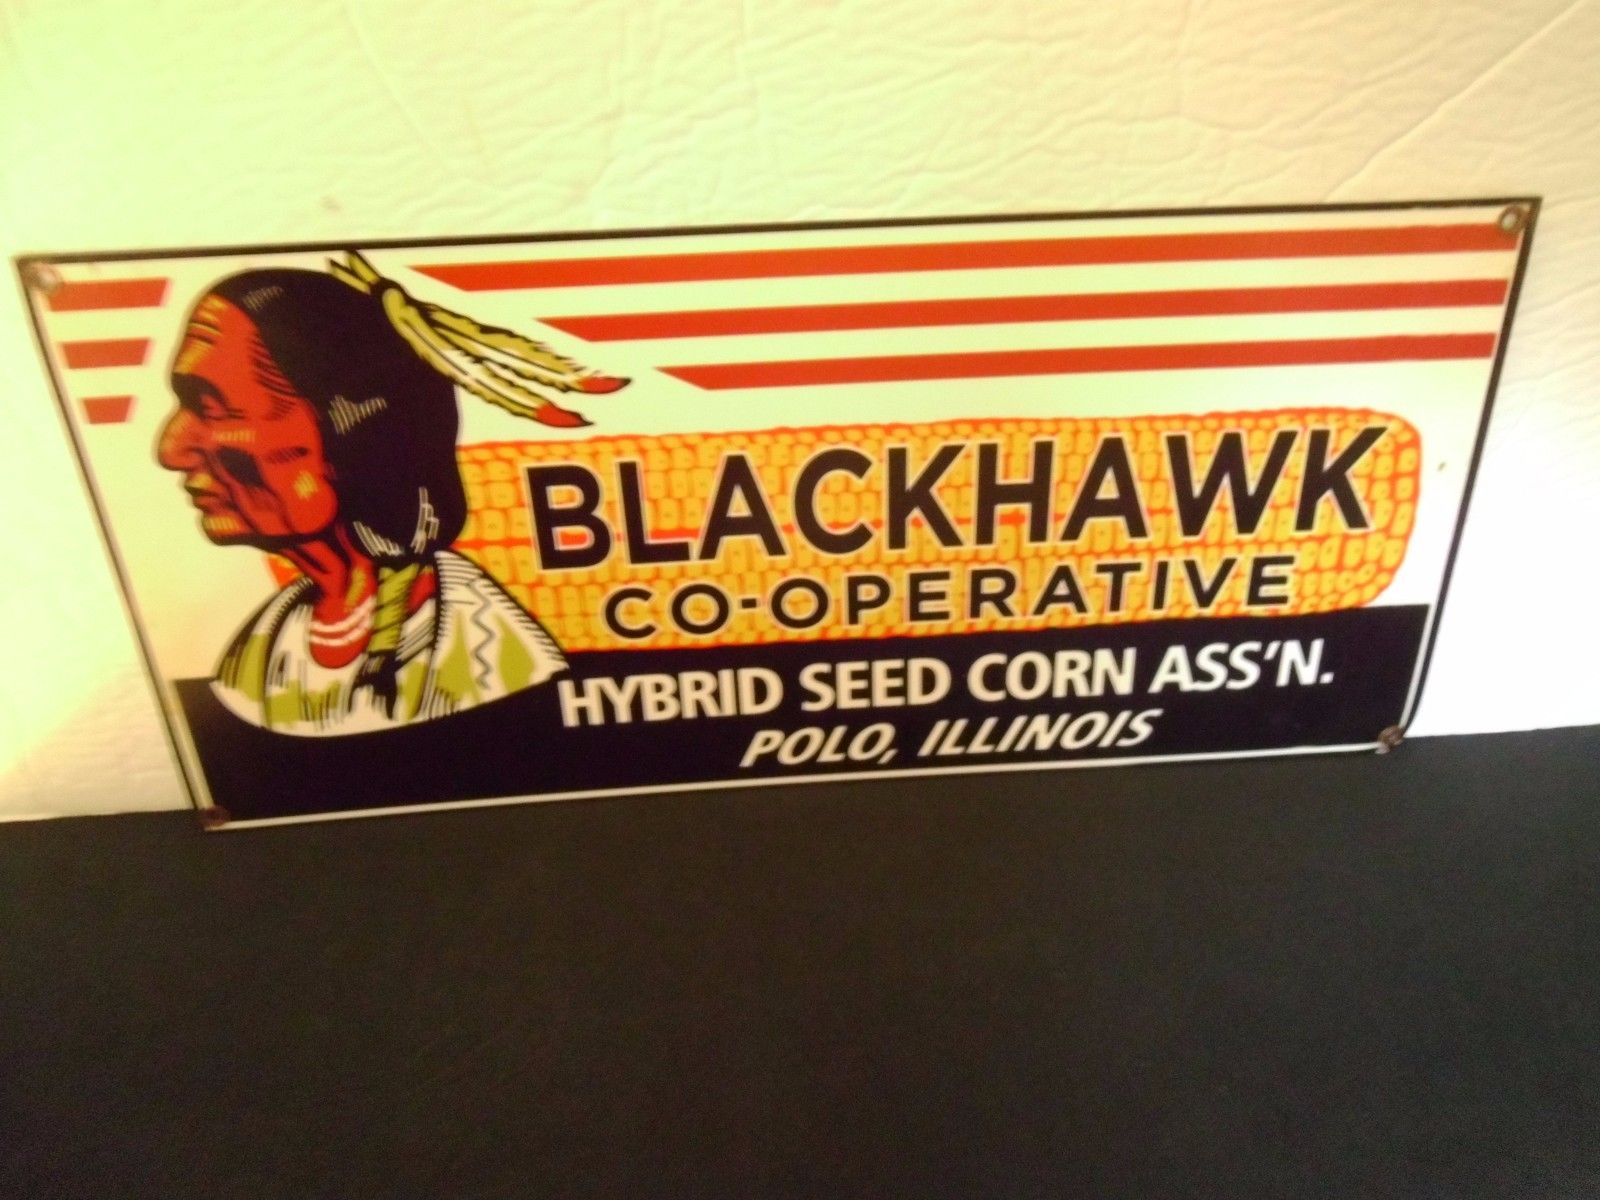 BLACKHAWK
CO-OPERATIVE
HYBRID SEED CORN ASS'N.
POLO, ILLINOIS